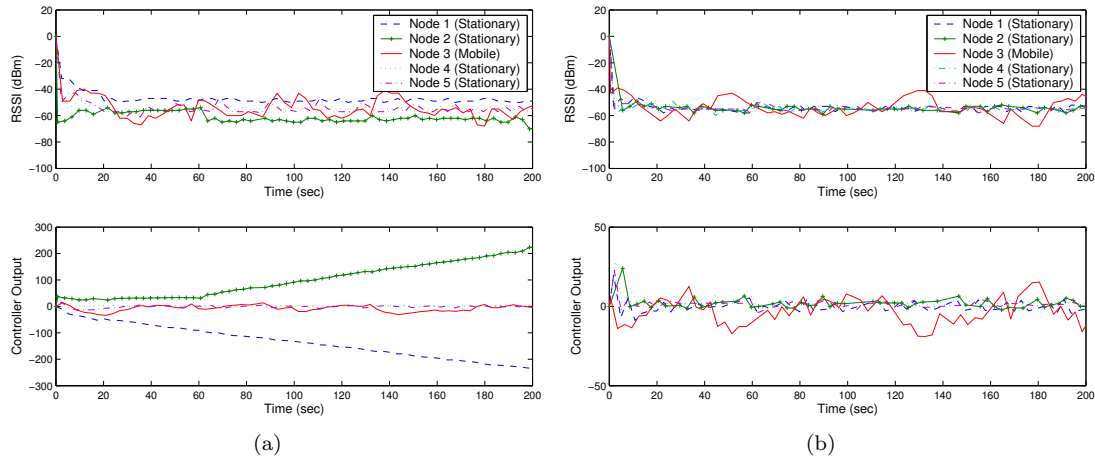 20
0
−20
−40
−60
−80
−100
RSSI (dBm)
0 20 40 60 80 100 120 140 160 180 200
Time (sec)
Node 1 (Stationary)
Node 2 (Stationary)
Node 3 (Mobile)
Node 4 (Stationary)
Node 5 (Stationary)
300
200
100
0
−100
−200
−300
Controller Output
0 20 40 60 80 100 120 140 160 180 200
Time (sec)
(a)
20
0
−20
−40
−60
−80
−100
RSSI (dBm)
0 20 40 60 80 100 120 140 160 180 200
Time (sec)
Node 1 (Stationary)
Node 2 (Stationary)
Node 3 (Mobile)
Node 4 (Stationary)
Node 5 (Stationary)
50
0
−50
Controller Output
0 20 40 60 80 100 120 140 160 180 200
Time (sec)
(b)